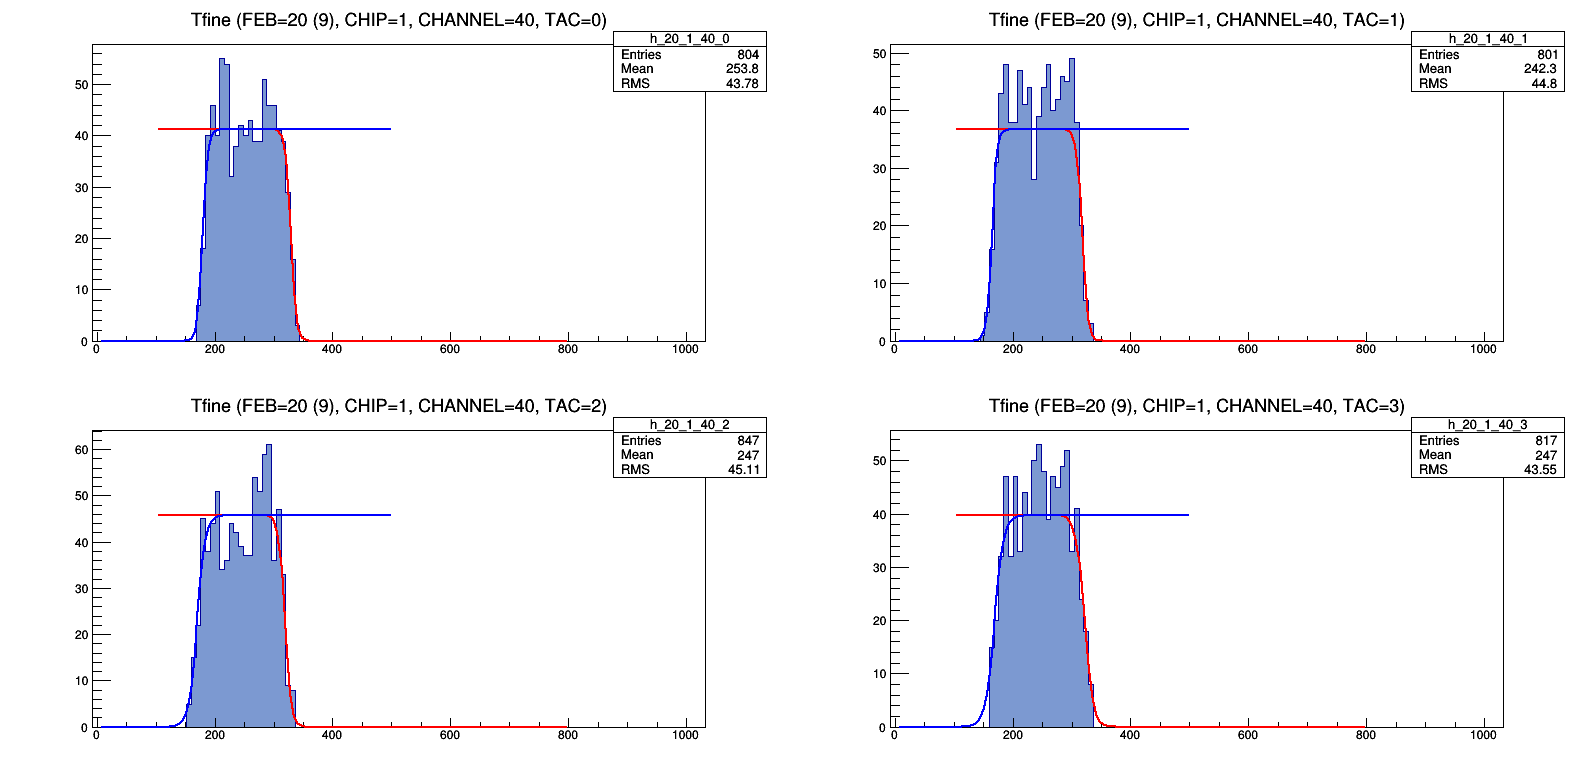 Tfine (FEB=20 (9), CHIP=1, CHANNEL=40, TAC=0)
h_20_1_40_0
Entries 804
Mean 253.8
RMS 43.78
50
40
30
20
10
0
0 200 400 600 800 1000
Tfine (FEB=20 (9), CHIP=1, CHANNEL=40, TAC=1)
h_20_1_40_1
Entries 801
Mean 242.3
RMS 44.8
50
40
30
20
10
0
0 200 400 600 800 1000
Tfine (FEB=20 (9), CHIP=1, CHANNEL=40, TAC=2)
h_20_1_40_2
Entries 847
Mean 247
RMS 45.11
60
50
40
30
20
10
0
0 200 400 600 800 1000
Tfine (FEB=20 (9), CHIP=1, CHANNEL=40, TAC=3)
h_20_1_40_3
Entries 817
Mean 247
RMS 43.55
50
40
30
20
10
0
0 200 400 600 800 1000